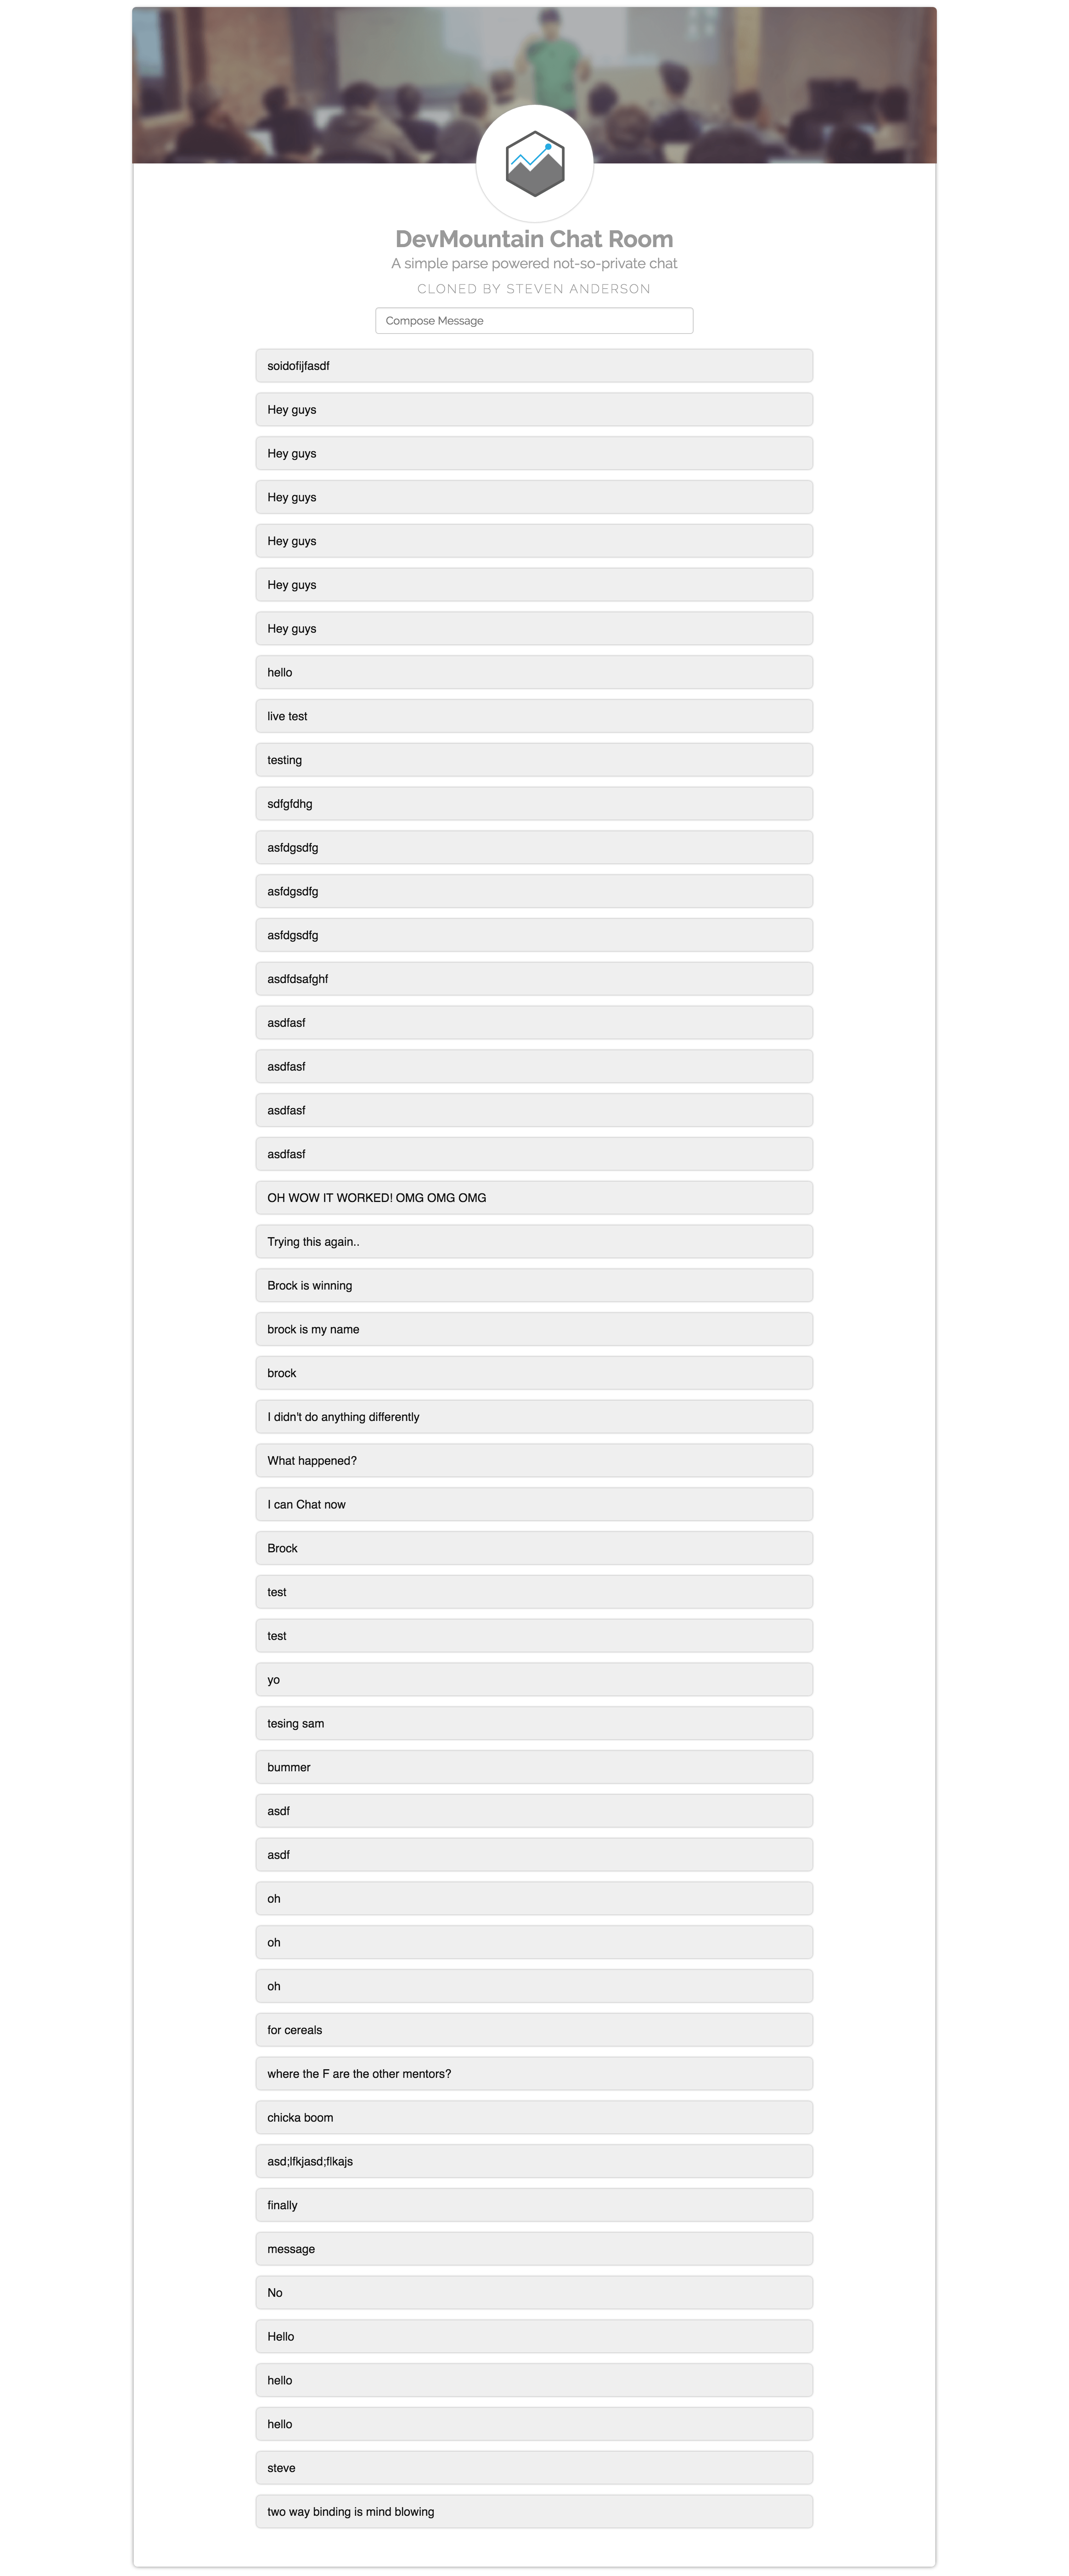 DevMountain Chat Room
A simple parse powered not-so-private chat
CLONED BY STEVEN ANDERSON
Compose Message
soidofijfasdf
Hey guys
Hey guys
Hey guys
Hey guys
Hey guys
Hey guys
hello
live test
testing
sdfgfdhg
asfdgsdfg
asfdgsdfg
asfdgsdfg
asdfdsafghf
asdfasf
asdfasf
asdfasf
asdfasf
OH WOW IT WORKED! OMG OMG OMG
Trying this again..
Brock is winning
brock is my name
brock
I didn't do anything differently
What happened?
I can Chat now
Brock
test
test
yo
tesing sam
bummer
asdf
asdf
oh
oh
oh
for cereals
where the F are the other mentors?
chicka boom
asd;lfkjasd;flkajs
finally
message
No
Hello
hello
hello
steve
two way binding is mind blowing